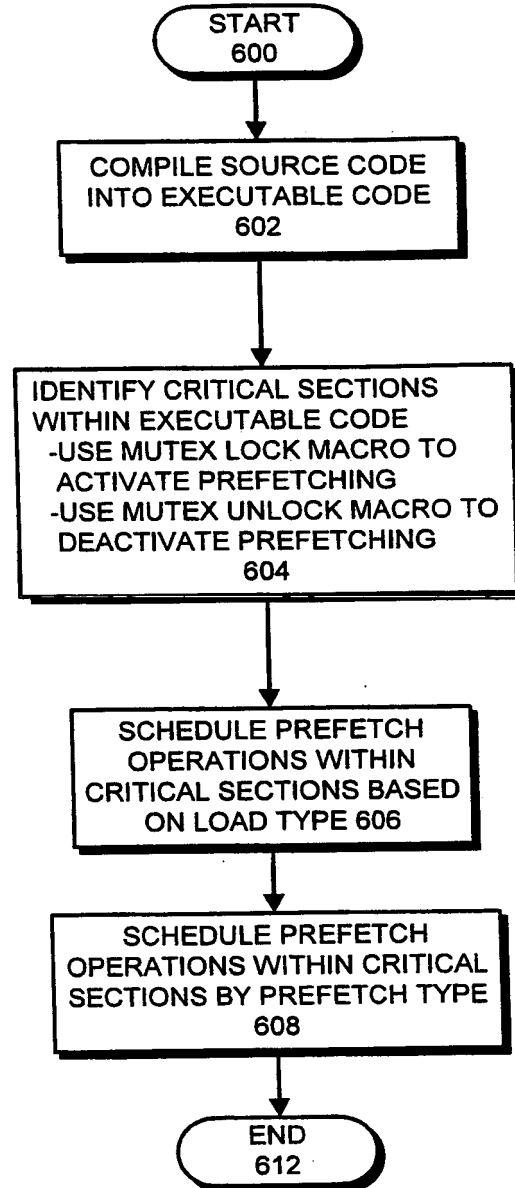 START
600
COMPILE SOURCE CODE
INTO EXECUTABLE CODE
602
IDENTIFY CRITICAL SECTIONS
WITHIN EXECUTABLE CODE
-USE MUTEX LOCK MACRO TO
ACTIVATE PREFETCHING
-USE MUTEX UNLOCK MACRO TO
DEACTIVATE PREFETCHING
604
SCHEDULE PREFETCH
OPERATIONS WITHIN
CRITICAL SECTIONS BASED
ON LOAD TYPE 606
SCHEDULE PREFETCH
OPERATIONS WITHIN CRITICAL
SECTIONS BY PREFETCH TYPE
608
END
612